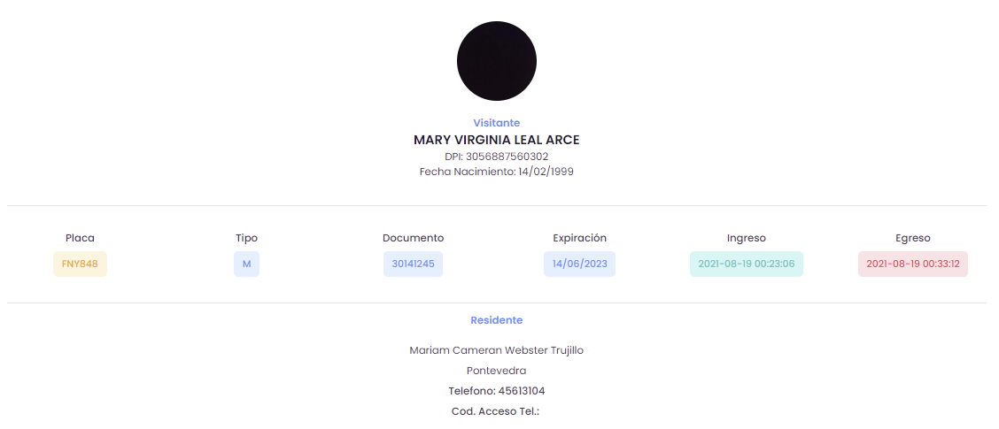 Visitante
MARY VIRGINIA LEAL ARCE
DPI: 3056887560302
Fecha Nacimiento: 14/02/1999
Placa Tipo Documento Expiración Ingreso Egreso
FNY848 M 30141245 14/06/2023 2021-08-19 00:23:06 2021-08-19 00:33:12
Residente
Mariam Cameran Webster Trujillo
Pontevedra
Telefono: 45613104
Cod. Acceso Tel.: